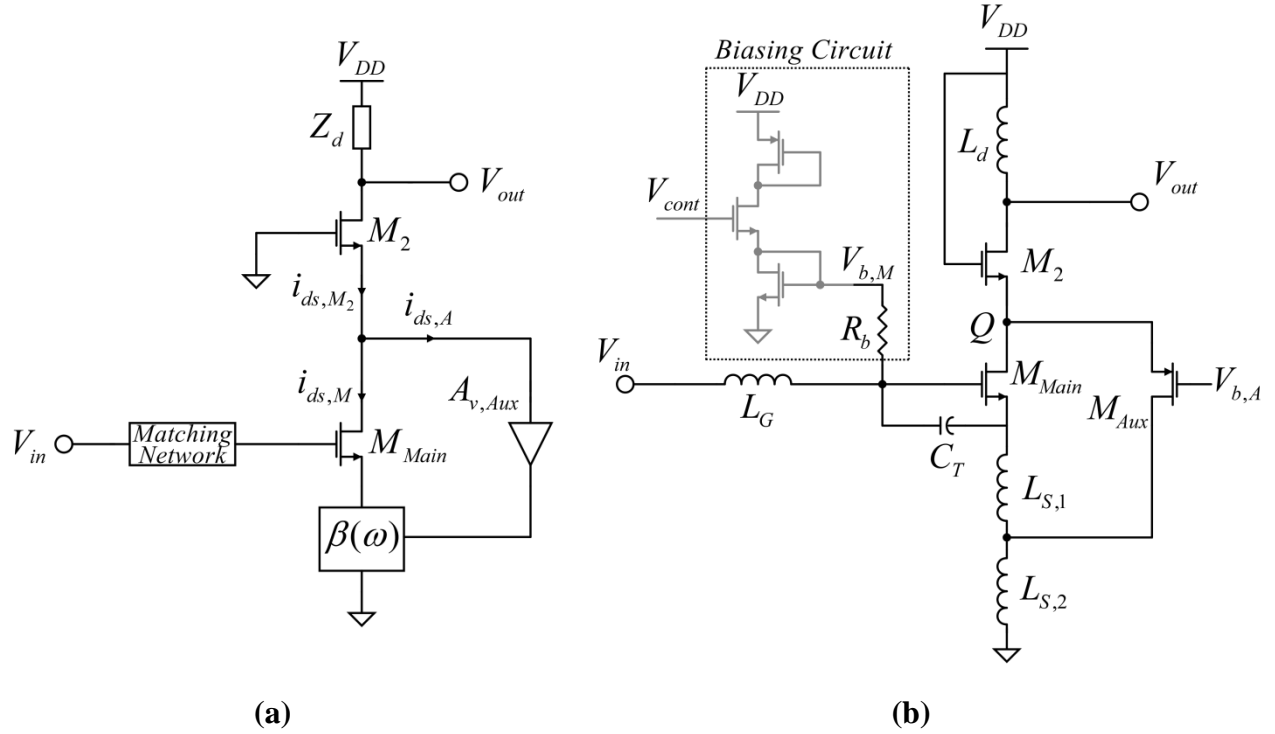 V_DD
Z_d
V_out
M_2
i_ds,M_2
i_ds,A
i_ds,M
A_v,Aux
V_in
Matching
Network
M_Main
β(ω)
(a)
Biasing Circuit
V_DD
V_cont
V_b,M
R_b
V_in
L_G
C_T
V_DD
L_d
V_out
M_2
Q
M_Main
M_Aux
V_b,A
L_S,1
L_S,2
(b)